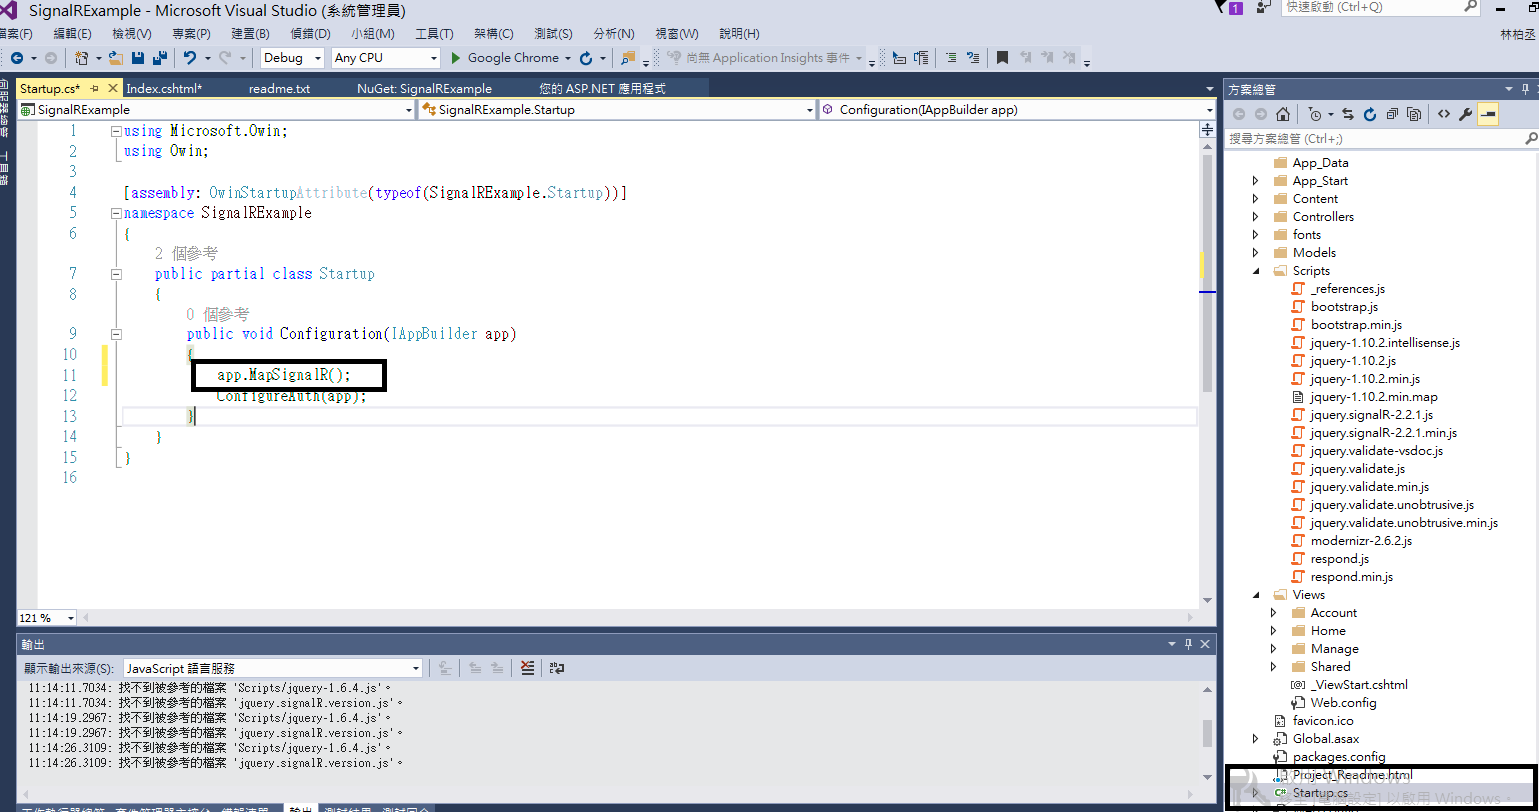 SignalRExample - Microsoft Visual Studio (系統管理員)
1
快速啟動 (Ctrl+Q)
檔案(F) 編輯(E) 檢視(V) 專案(P) 建置(B) 偵錯(D) 小組(M) 工具(T) 架構(C) 測試(S) 分析(N) 視窗(W) 說明(H)
林柏丞
Debug Any CPU Google Chrome 尚無 Application Insights 事件
Startup.cs* Index.cshtml* readme.txt NuGet: SignalRExample 您的 ASP.NET 應用程式
SignalRExample SignalRExample.Startup Configuration(IAppBuilder app)
1 using Microsoft.Owin;
2 using Owin;
3
4 [assembly: OwinStartupAttribute(typeof(SignalRExample.Startup))]
5 namespace SignalRExample
6 {
2 個參考
7 public partial class Startup
8 {
0 個參考
9 public void Configuration(IAppBuilder app)
10 {
11 app.MapSignalR();
12 ConfigureAuth(app);
13 }
14 }
15 }
16
121 %
輸出
顯示輸出來源(S): JavaScript 語言服務
11:14:11.7034: 找不到被參考的檔案 'Scripts/jquery-1.6.4.js'。
11:14:11.7034: 找不到被參考的檔案 'jquery.signalR.version.js'。
11:14:19.2967: 找不到被參考的檔案 'Scripts/jquery-1.6.4.js'。
11:14:19.2967: 找不到被參考的檔案 'jquery.signalR.version.js'。
11:14:26.3109: 找不到被參考的檔案 'Scripts/jquery-1.6.4.js'。
11:14:26.3109: 找不到被參考的檔案 'jquery.signalR.version.js'。
方案總管
搜尋方案總管 (Ctrl+;)
App_Data
App_Start
Content
Controllers
fonts
Models
Scripts
_references.js
bootstrap.js
bootstrap.min.js
jquery-1.10.2.intellisense.js
jquery-1.10.2.js
jquery-1.10.2.min.js
jquery-1.10.2.min.map
jquery.signalR-2.2.1.js
jquery.signalR-2.2.1.min.js
jquery.validate-vsdoc.js
jquery.validate.js
jquery.validate.min.js
jquery.validate.unobtrusive.js
jquery.validate.unobtrusive.min.js
modernizr-2.6.2.js
respond.js
respond.min.js
Views
Account
Home
Manage
Shared
_ViewStart.cshtml
Web.config
favicon.ico
Global.asax
packages.config
Project_Readme.html
Startup.cs